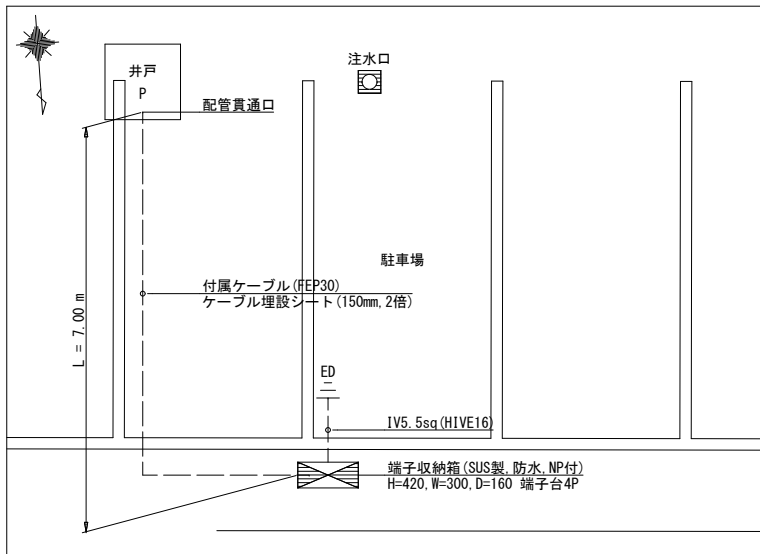 井戸
P
注水口
配管貫通口
駐車場
付属ケーブル(FEP30)
ケーブル埋設シート(150mm,2倍)
L = 7.00 m
ED
IV5.5sq(HIVE16)
端子収納箱(SUS製,防水,NP付)
H=420,W=300,D=160 端子台4P